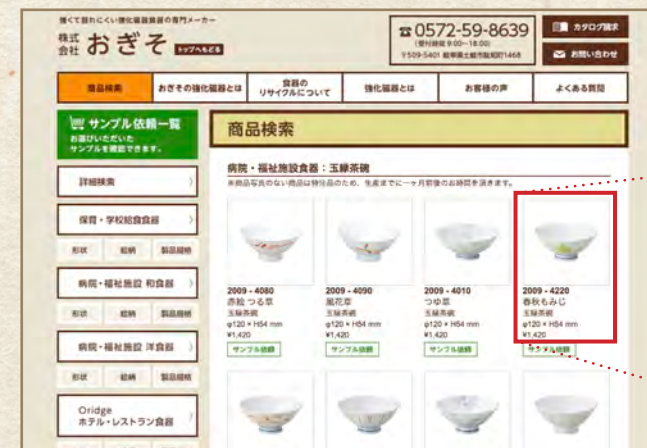 強くて割れにくい強化磁器食器の専門メーカー
株式会社 おぎそ トップへもどる
☎0572-59-8639
(受付時間 9:00~18:00)
〒509-5401 岐阜県土岐市駄知町1468
カタログ請求
お問い合わせ
商品検索
おぎその強化磁器とは
食器の
リサイクルについて
強化磁器とは
お客様の声
よくある質問
サンプル依頼一覧
お選びいただいた
サンプルを確認できます。
商品検索
病院・福祉施設食器:玉縁茶碗
※商品写真のない商品は特注品のため、生産までに一ヶ月前後のお時間を頂きます。
詳細検索
保育・学校給食食器
形状 絵柄 製品規格
病院・福祉施設 和食器
形状 絵柄 製品規格
病院・福祉施設 洋食器
形状 絵柄 製品規格
Oridge
ホテル・レストラン食器
2009 - 4080
赤絵 つる草
玉縁茶碗
φ120 × H54 mm
¥1,420
サンプル依頼
2009 - 4090
風花草
玉縁茶碗
φ120 × H54 mm
¥1,420
サンプル依頼
2009 - 4010
つゆ草
玉縁茶碗
φ120 × H54 mm
¥1,420
サンプル依頼
2009 - 4220
春秋もみじ
玉縁茶碗
φ120 × H54 mm
¥1,420
サンプル依頼